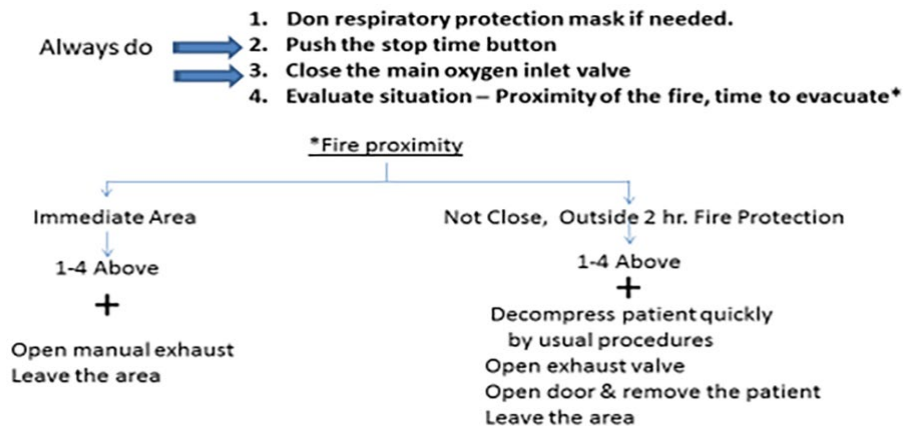 Always do
1. Don respiratory protection mask if needed.
2. Push the stop time button
3. Close the main oxygen inlet valve
4. Evaluate situation – Proximity of the fire, time to evacuate*
*Fire proximity
Immediate Area
1-4 Above
+
Open manual exhaust
Leave the area
Not Close, Outside 2 hr. Fire Protection
1-4 Above
+
Decompress patient quickly
by usual procedures
Open exhaust valve
Open door & remove the patient
Leave the area